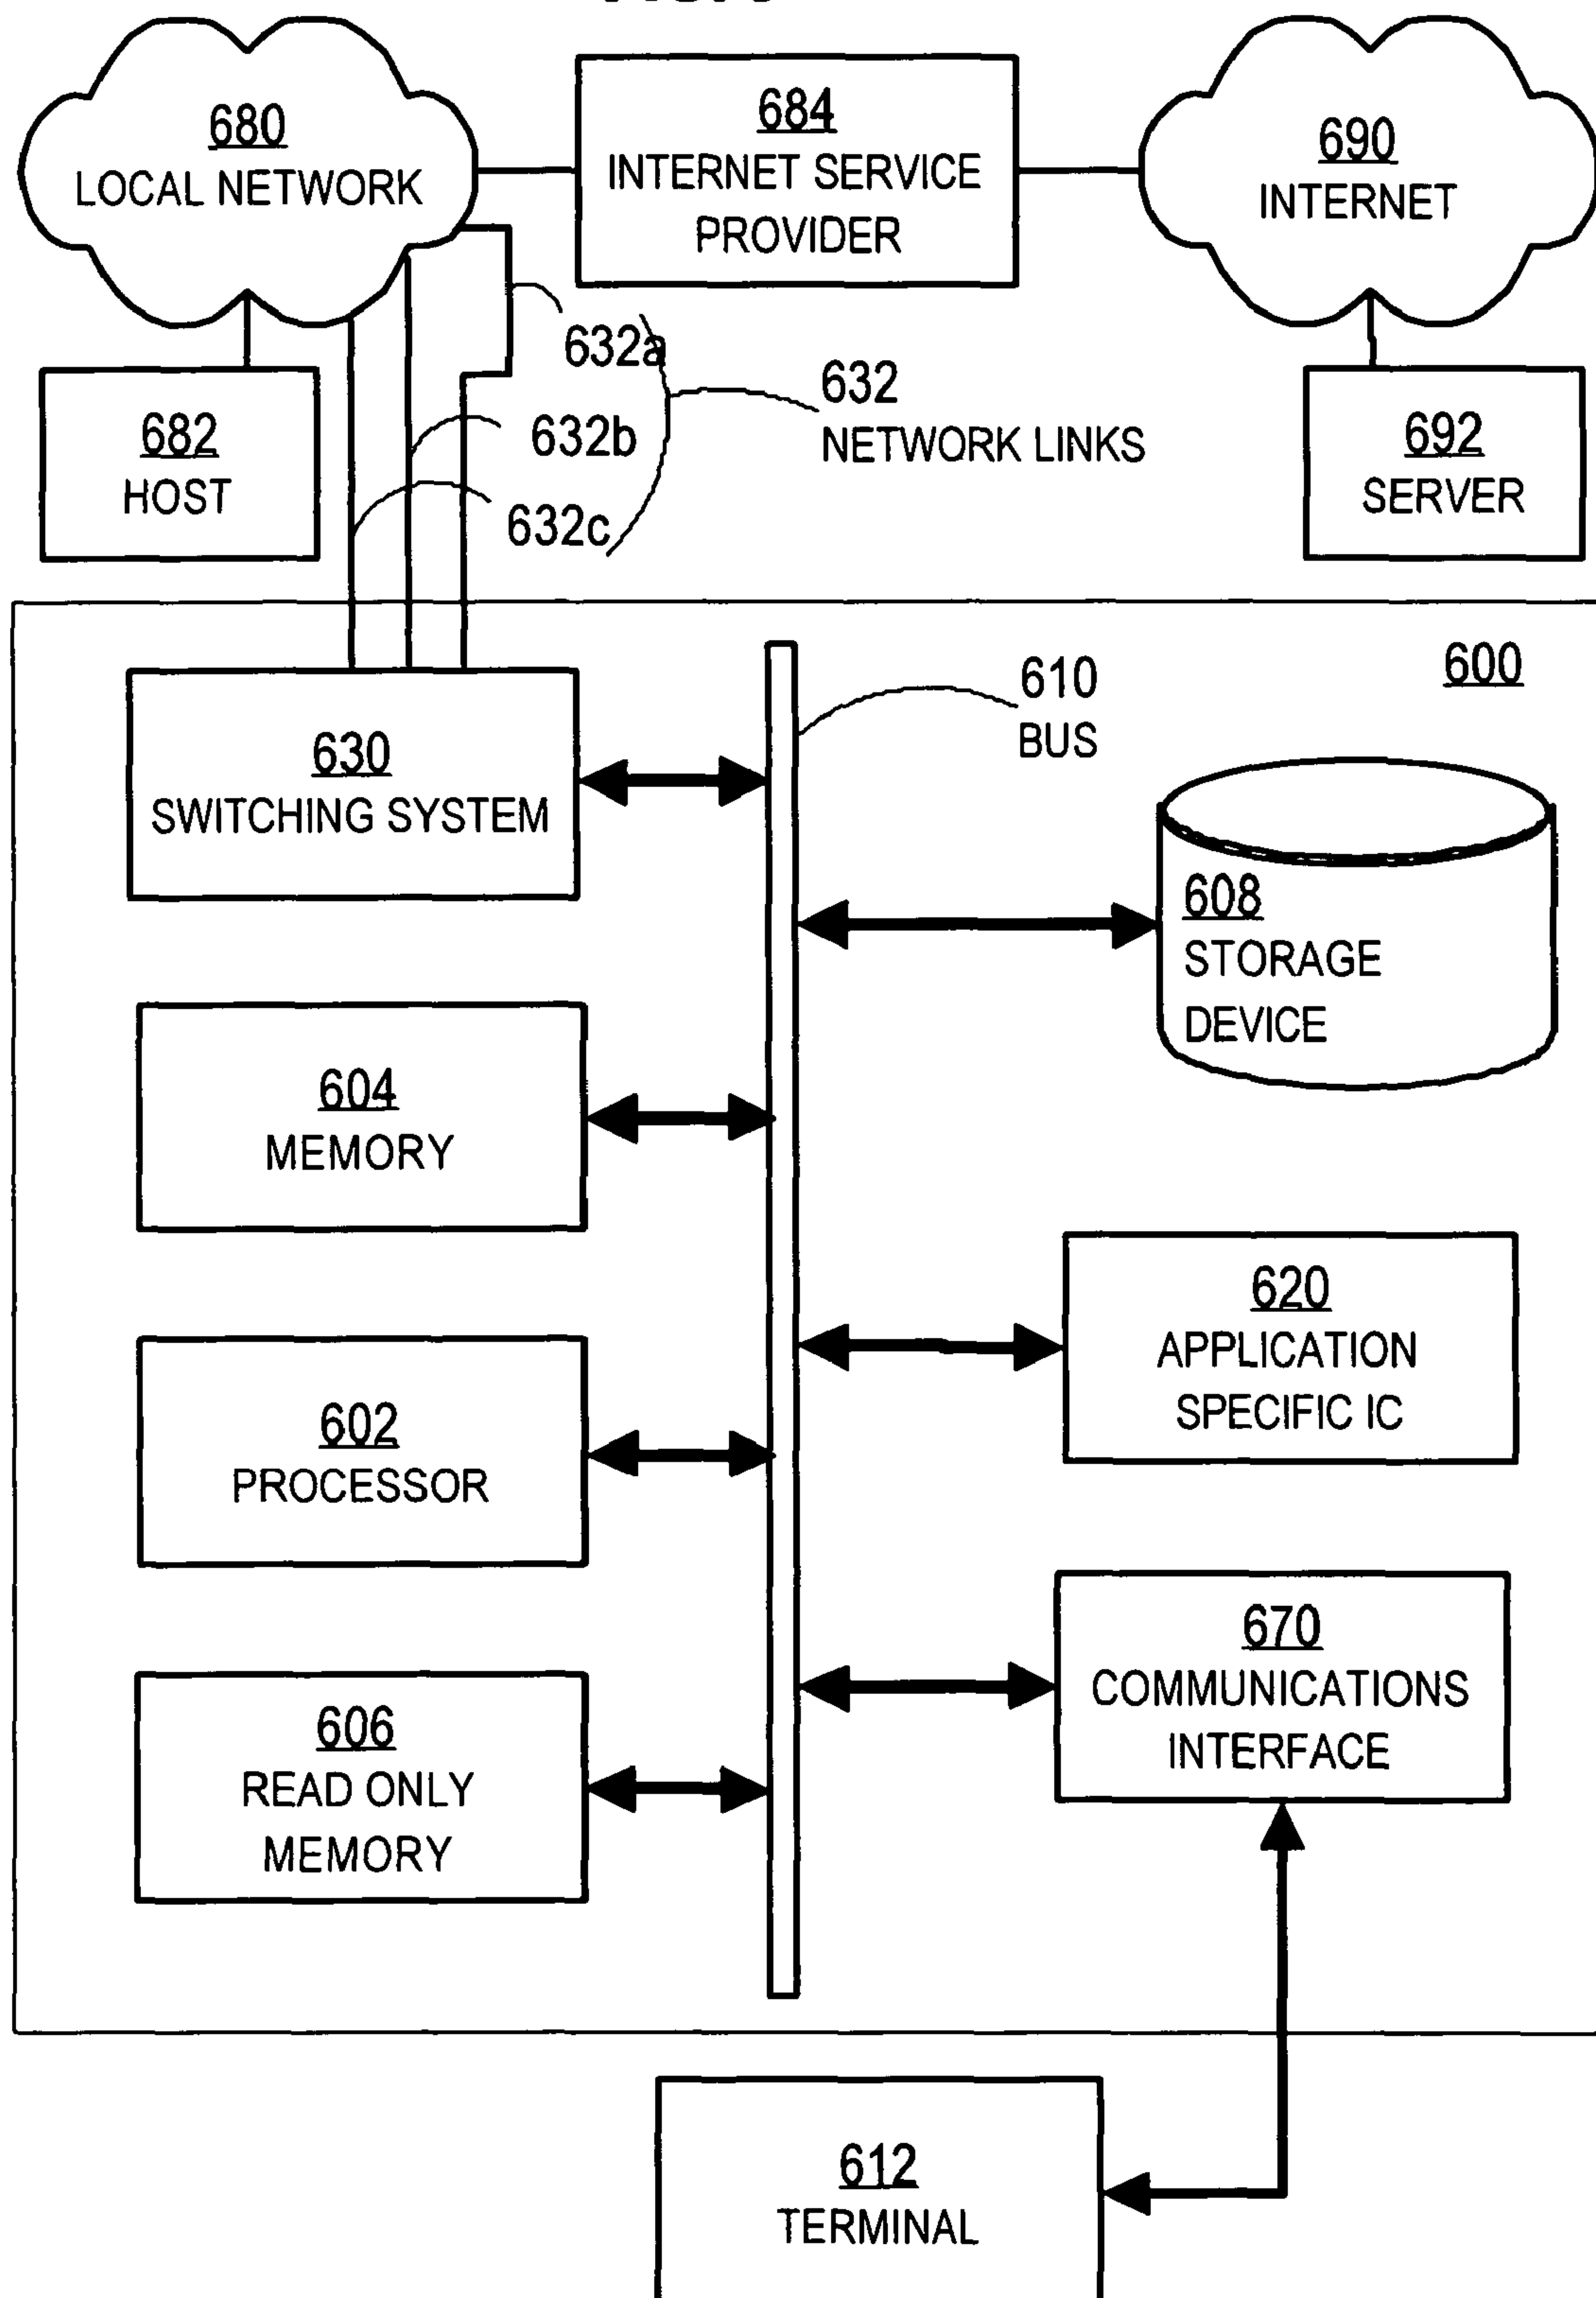 680
LOCAL NETWORK
684
INTERNET SERVICE
PROVIDER
690
INTERNET
632a
632b
632c
632
NETWORK LINKS
682
HOST
692
SERVER
600
610
BUS
630
SWITCHING SYSTEM
608
STORAGE
DEVICE
604
MEMORY
620
APPLICATION
SPECIFIC IC
602
PROCESSOR
670
COMMUNICATIONS
INTERFACE
606
READ ONLY
MEMORY
612
TERMINAL